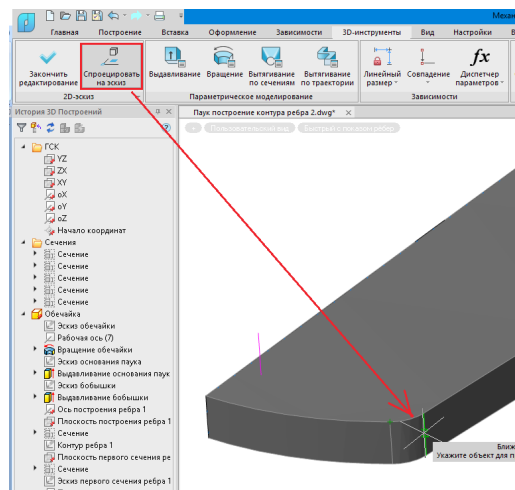 Механ
Главная Построение Вставка Оформление Зависимости 3D-инструменты Вид Настройки В
Закончить редактирование Спроецировать на эскиз Выдавливание Вращение Вытягивание по сечениям Вытягивание по траектории Линейный размер Совпадение fx Диспетчер параметров
2D-эскиз Параметрическое моделирование Зависимости
История 3D Построений Паук построение контура ребра 2.dwg*
Пользовательский вид Быстрый с показом рёбер
ГСК
YZ
ZX
XY
oX
oY
oZ
Начало координат
Сечения
Сечение
Сечение
Сечение
Сечение
Сечение
Обечайка
Эскиз обечайки
Рабочая ось (7)
Вращение обечайки
Эскиз основания паука
Выдавливание основания паук
Эскиз бобышки
Выдавливание бобышки
Ось построения ребра 1
Плоскость построения ребра 1
Сечение
Контур ребра 1
Плоскость первого сечения ре
Сечение
Эскиз первого сечения ребра 1
Ближ
Укажите объект для п